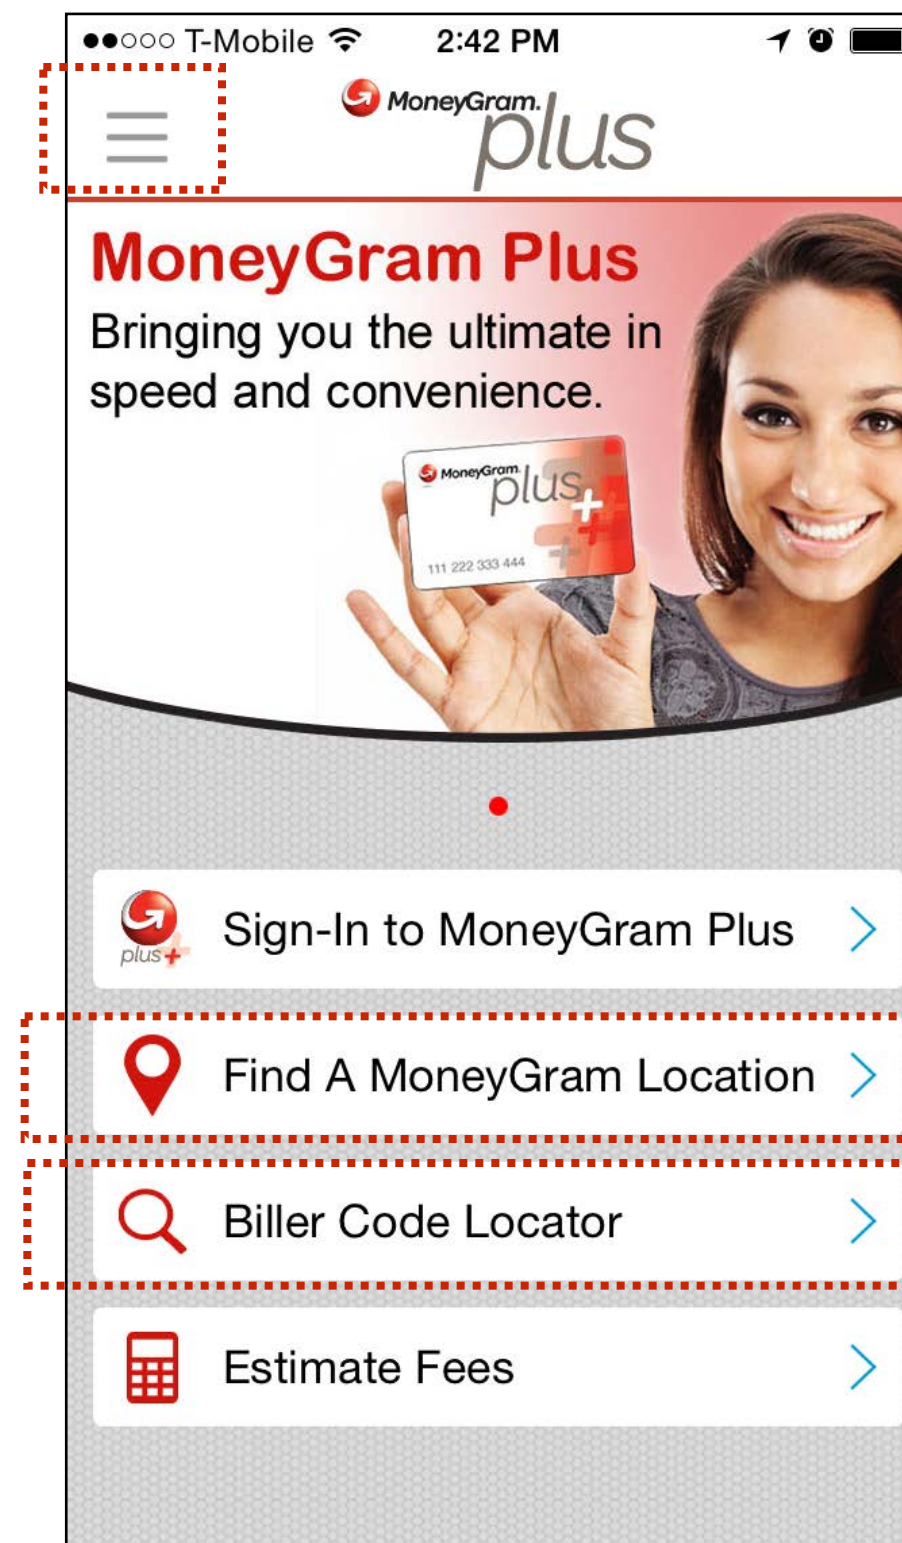 T-Mobile 2:42 PM
MoneyGram.
plus
MoneyGram Plus
Bringing you the ultimate in
speed and convenience.
MoneyGram.
plus
111 222 333 444
plus
Sign-In to MoneyGram Plus
Find A MoneyGram Location
Biller Code Locator
Estimate Fees